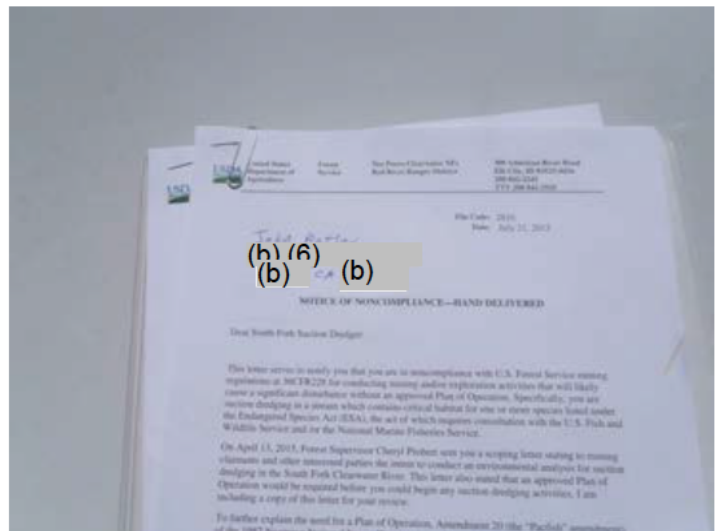 USDA
United States Forest Nez Perce-Clearwater NFs
Department of Service Red River Ranger District
Agriculture
File Code: 2810
Date: July 21, 2015
(b) (6)
(b) CA (b)
NOTICE OF NONCOMPLIANCE—HAND DELIVERED
Dear South Fork Suction Dredger:
This letter serves to notify you that you are in noncompliance with U.S. Forest Service mining
regulations at 36CFR228 for conducting mining and/or exploration activities that will likely
cause a significant disturbance without an approved Plan of Operation. Specifically, you are
suction dredging in a stream which contains critical habitat for one or more species listed under
the Endangered Species Act (ESA), the act of which requires consultation with the U.S. Fish and
Wildlife Service and/or the National Marine Fisheries Service.
On April 13, 2015, Forest Supervisor Cheryl Probert sent you a scoping letter stating to mining
claimants and other interested parties the intent to conduct an environmental analysis for suction
dredging in the South Fork Clearwater River. This letter also stated that an approved Plan of
Operation would be required before you could begin any suction dredging activities. I am
including a copy of this letter for your review.
To further explain the need for a Plan of Operation, Amendment 20 (the "Pacfish" amendment